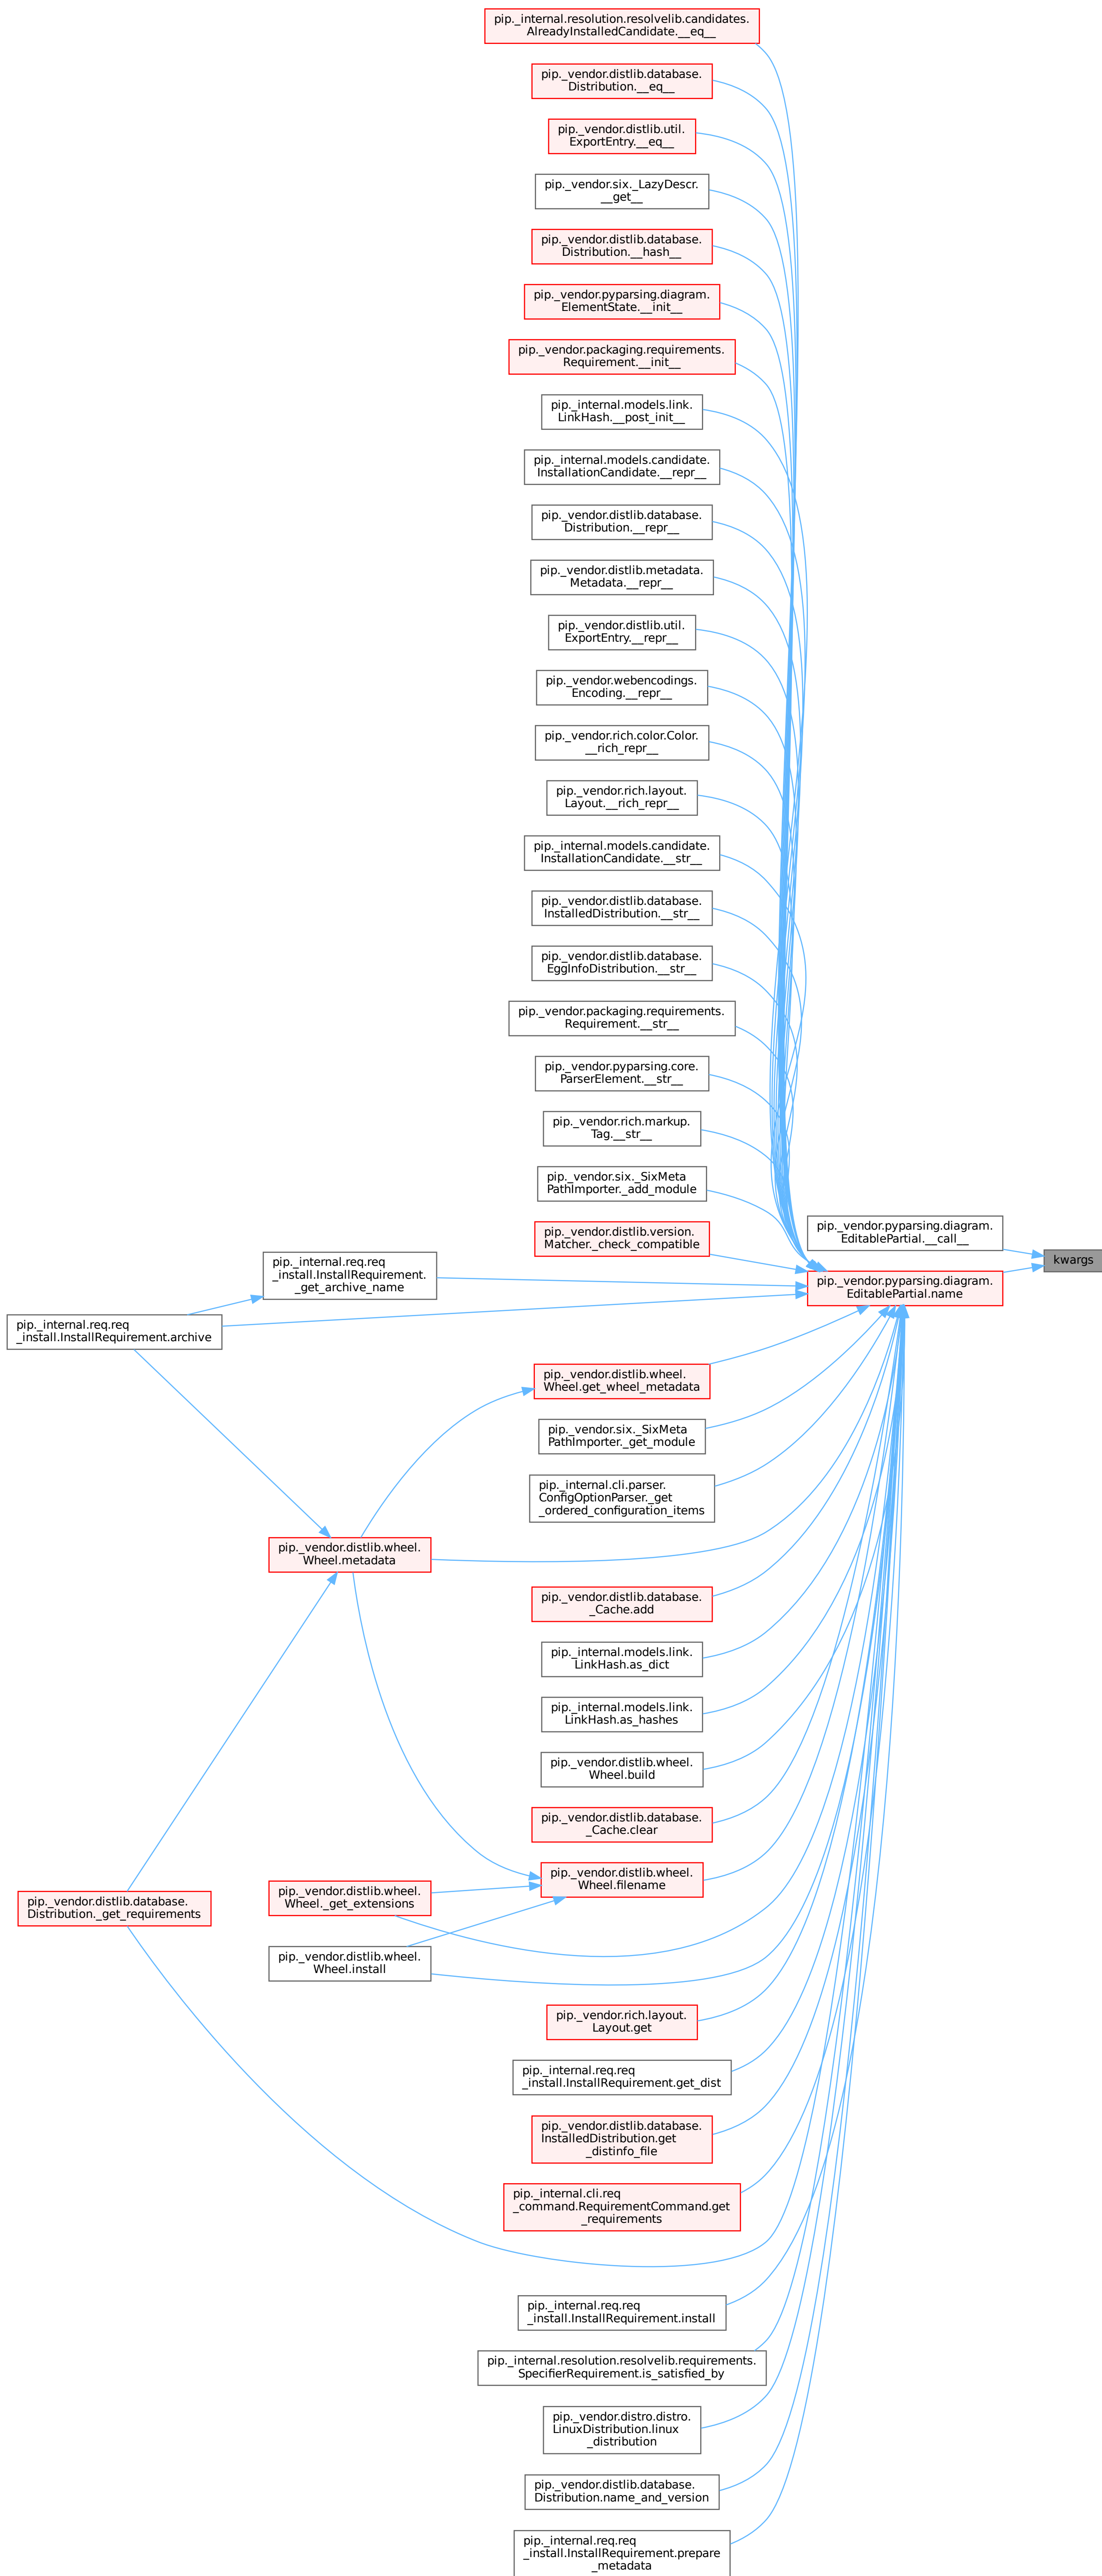 pip._internal.resolution.resolvelib.candidates.
AlreadyInstalledCandidate.__eq__
pip._vendor.distlib.database.
Distribution.__eq__
pip._vendor.distlib.util.
ExportEntry.__eq__
pip._vendor.six._LazyDescr.
__get__
pip._vendor.distlib.database.
Distribution.__hash__
pip._vendor.pyparsing.diagram.
ElementState.__init__
pip._vendor.packaging.requirements.
Requirement.__init__
pip._internal.models.link.
LinkHash.__post_init__
pip._internal.models.candidate.
InstallationCandidate.__repr__
pip._vendor.distlib.database.
Distribution.__repr__
pip._vendor.distlib.metadata.
Metadata.__repr__
pip._vendor.distlib.util.
ExportEntry.__repr__
pip._vendor.webencodings.
Encoding.__repr__
pip._vendor.rich.color.Color.
__rich_repr__
pip._vendor.rich.layout.
Layout.__rich_repr__
pip._internal.models.candidate.
InstallationCandidate.__str__
pip._vendor.distlib.database.
InstalledDistribution.__str__
pip._vendor.distlib.database.
EggInfoDistribution.__str__
pip._vendor.packaging.requirements.
Requirement.__str__
pip._vendor.pyparsing.core.
ParserElement.__str__
pip._vendor.rich.markup.
Tag.__str__
pip._vendor.six._SixMeta
PathImporter._add_module
pip._vendor.pyparsing.diagram.
EditablePartial.__call__
pip._vendor.distlib.version.
Matcher._check_compatible
kwargs
pip._internal.req.req
_install.InstallRequirement.
_get_archive_name
pip._vendor.pyparsing.diagram.
EditablePartial.name
pip._internal.req.req
_install.InstallRequirement.archive
pip._vendor.distlib.wheel.
Wheel.get_wheel_metadata
pip._vendor.six._SixMeta
PathImporter._get_module
pip._internal.cli.parser.
ConfigOptionParser._get
_ordered_configuration_items
pip._vendor.distlib.wheel.
Wheel.metadata
pip._vendor.distlib.database.
_Cache.add
pip._internal.models.link.
LinkHash.as_dict
pip._internal.models.link.
LinkHash.as_hashes
pip._vendor.distlib.wheel.
Wheel.build
pip._vendor.distlib.database.
_Cache.clear
pip._vendor.distlib.wheel.
Wheel.filename
pip._vendor.distlib.wheel.
Wheel._get_extensions
pip._vendor.distlib.database.
Distribution._get_requirements
pip._vendor.distlib.wheel.
Wheel.install
pip._vendor.rich.layout.
Layout.get
pip._internal.req.req
_install.InstallRequirement.get_dist
pip._vendor.distlib.database.
InstalledDistribution.get
_distinfo_file
pip._internal.cli.req
_command.RequirementCommand.get
_requirements
pip._internal.req.req
_install.InstallRequirement.install
pip._internal.resolution.resolvelib.requirements.
SpecifierRequirement.is_satisfied_by
pip._vendor.distro.distro.
LinuxDistribution.linux
_distribution
pip._vendor.distlib.database.
Distribution.name_and_version
pip._internal.req.req
_install.InstallRequirement.prepare
_metadata